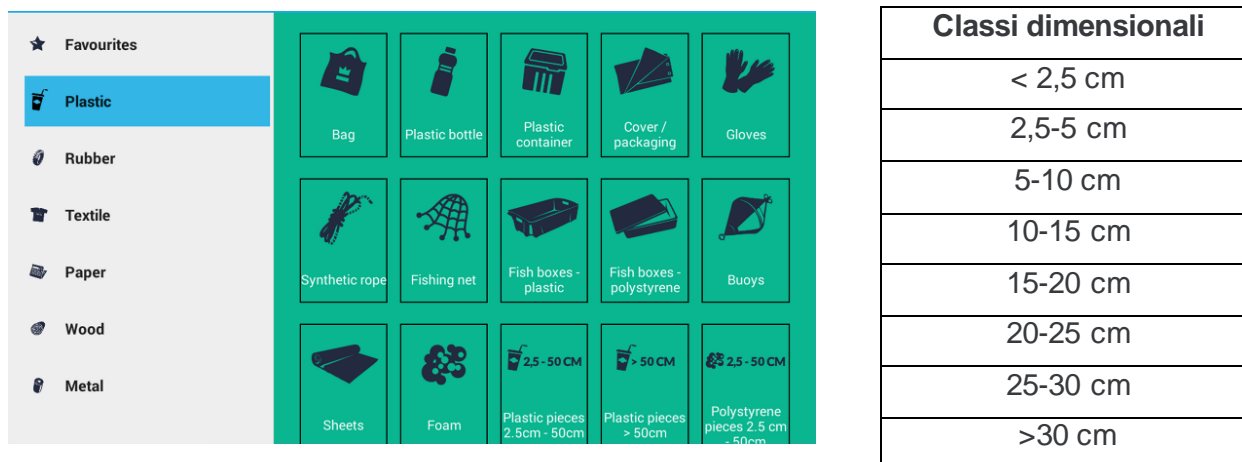 Favourites
Plastic
Rubber
Textile
Paper
Wood
Metal
Bag
Plastic bottle
Plastic
container
Cover /
packaging
Gloves
Synthetic rope
Fishing net
Fish boxes -
plastic
Fish boxes -
polystyrene
Buoys
Sheets
Foam
2,5 - 50 CM
Plastic pieces
2.5cm - 50cm
> 50 CM
Plastic pieces
> 50cm
2,5 - 50 CM
Polystyrene
pieces 2.5 cm
- 50cm
Classi dimensionali
< 2,5 cm
2,5-5 cm
5-10 cm
10-15 cm
15-20 cm
20-25 cm
25-30 cm
>30 cm